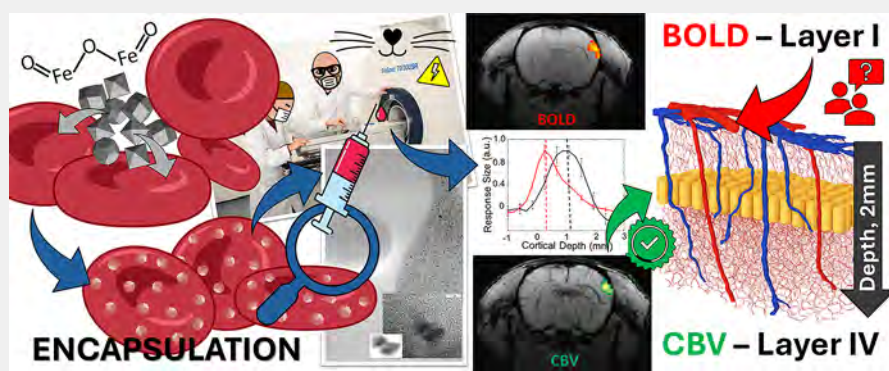 O=Fe-O-Fe=O
ENCAPSULATION
BOLD
Response Size (a.u.)
1.0
0.8
0.6
0.4
0.2
0
-1 0 1 2 3
Cortical Depth (mm)
CBV
BOLD – Layer I
?
Depth, 2mm
CBV – Layer IV